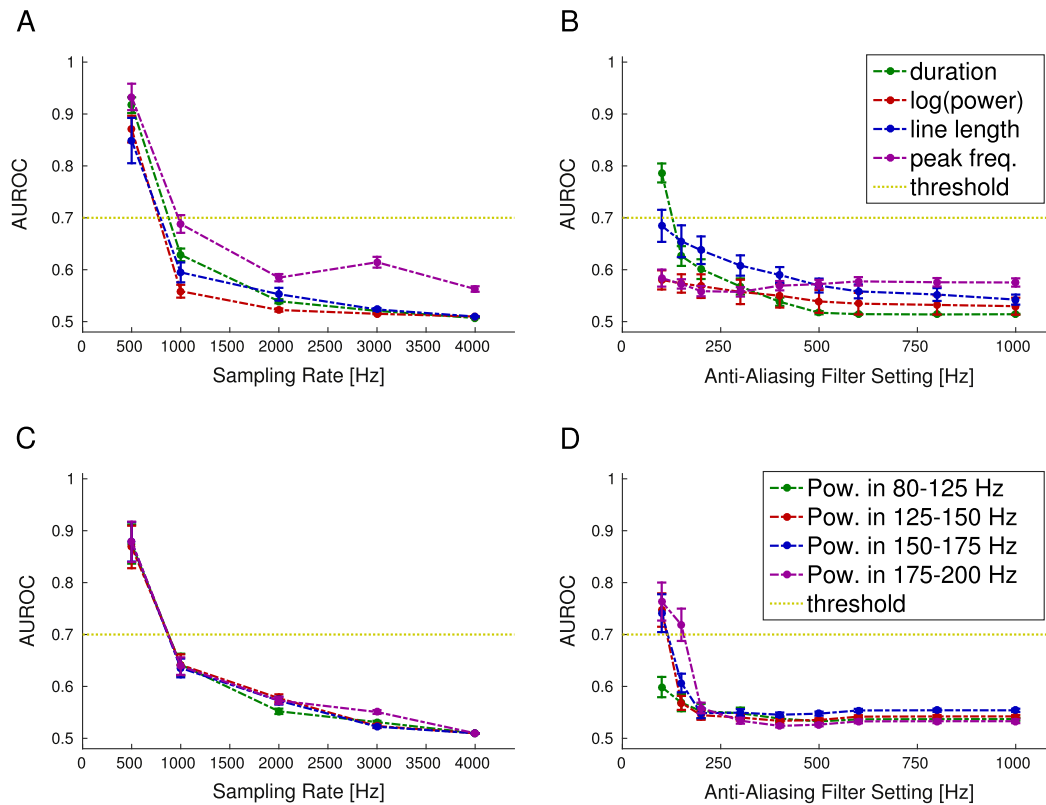 A
1
0.9
0.8
0.7
0.6
0.5
AUROC
0 500 1000 1500 2000 2500 3000 3500 4000
Sampling Rate [Hz]
B
1
0.9
0.8
0.7
0.6
0.5
AUROC
0 250 500 750 1000
Anti-Aliasing Filter Setting [Hz]
duration
log(power)
line length
peak freq.
threshold
C
1
0.9
0.8
0.7
0.6
0.5
AUROC
0 500 1000 1500 2000 2500 3000 3500 4000
Sampling Rate [Hz]
D
1
0.9
0.8
0.7
0.6
0.5
AUROC
0 250 500 750 1000
Anti-Aliasing Filter Setting [Hz]
Pow. in 80-125 Hz
Pow. in 125-150 Hz
Pow. in 150-175 Hz
Pow. in 175-200 Hz
threshold